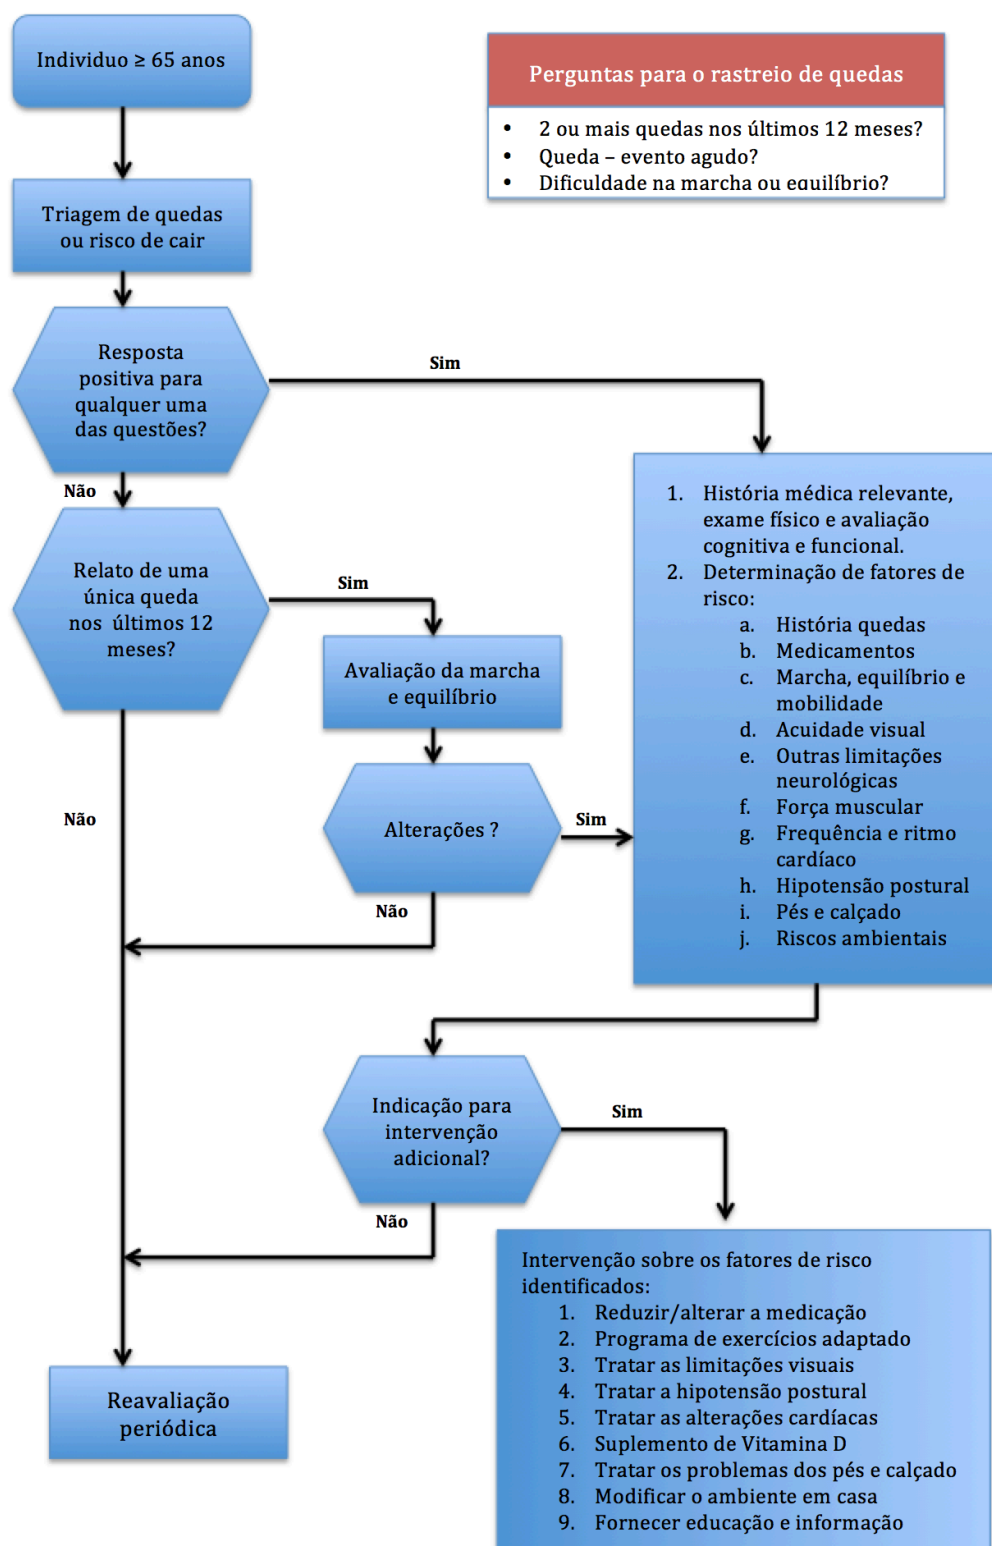 Individuo ≥ 65 anos
Perguntas para o rastreio de quedas
• 2 ou mais quedas nos últimos 12 meses?
• Queda – evento agudo?
• Dificuldade na marcha ou equilíbrio?
Triagem de quedas
ou risco de cair
Resposta
positiva para
qualquer uma
das questões?
Sim
Não
Relato de uma
única queda
nos últimos 12
meses?
Sim
Avaliação da marcha
e equilíbrio
Não
Alterações ?
Sim
Não
1. História médica relevante,
exame físico e avaliação
cognitiva e funcional.
2. Determinação de fatores de
risco:
a. História quedas
b. Medicamentos
c. Marcha, equilíbrio e
mobilidade
d. Acuidade visual
e. Outras limitações
neurológicas
f. Força muscular
g. Frequência e ritmo
cardíaco
h. Hipotensão postural
i. Pés e calçado
j. Riscos ambientais
Indicação para
intervenção
adicional?
Sim
Não
Intervenção sobre os fatores de risco
identificados:
1. Reduzir/alterar a medicação
2. Programa de exercícios adaptado
3. Tratar as limitações visuais
4. Tratar a hipotensão postural
5. Tratar as alterações cardíacas
6. Suplemento de Vitamina D
7. Tratar os problemas dos pés e calçado
8. Modificar o ambiente em casa
9. Fornecer educação e informação
Reavaliação
periódica